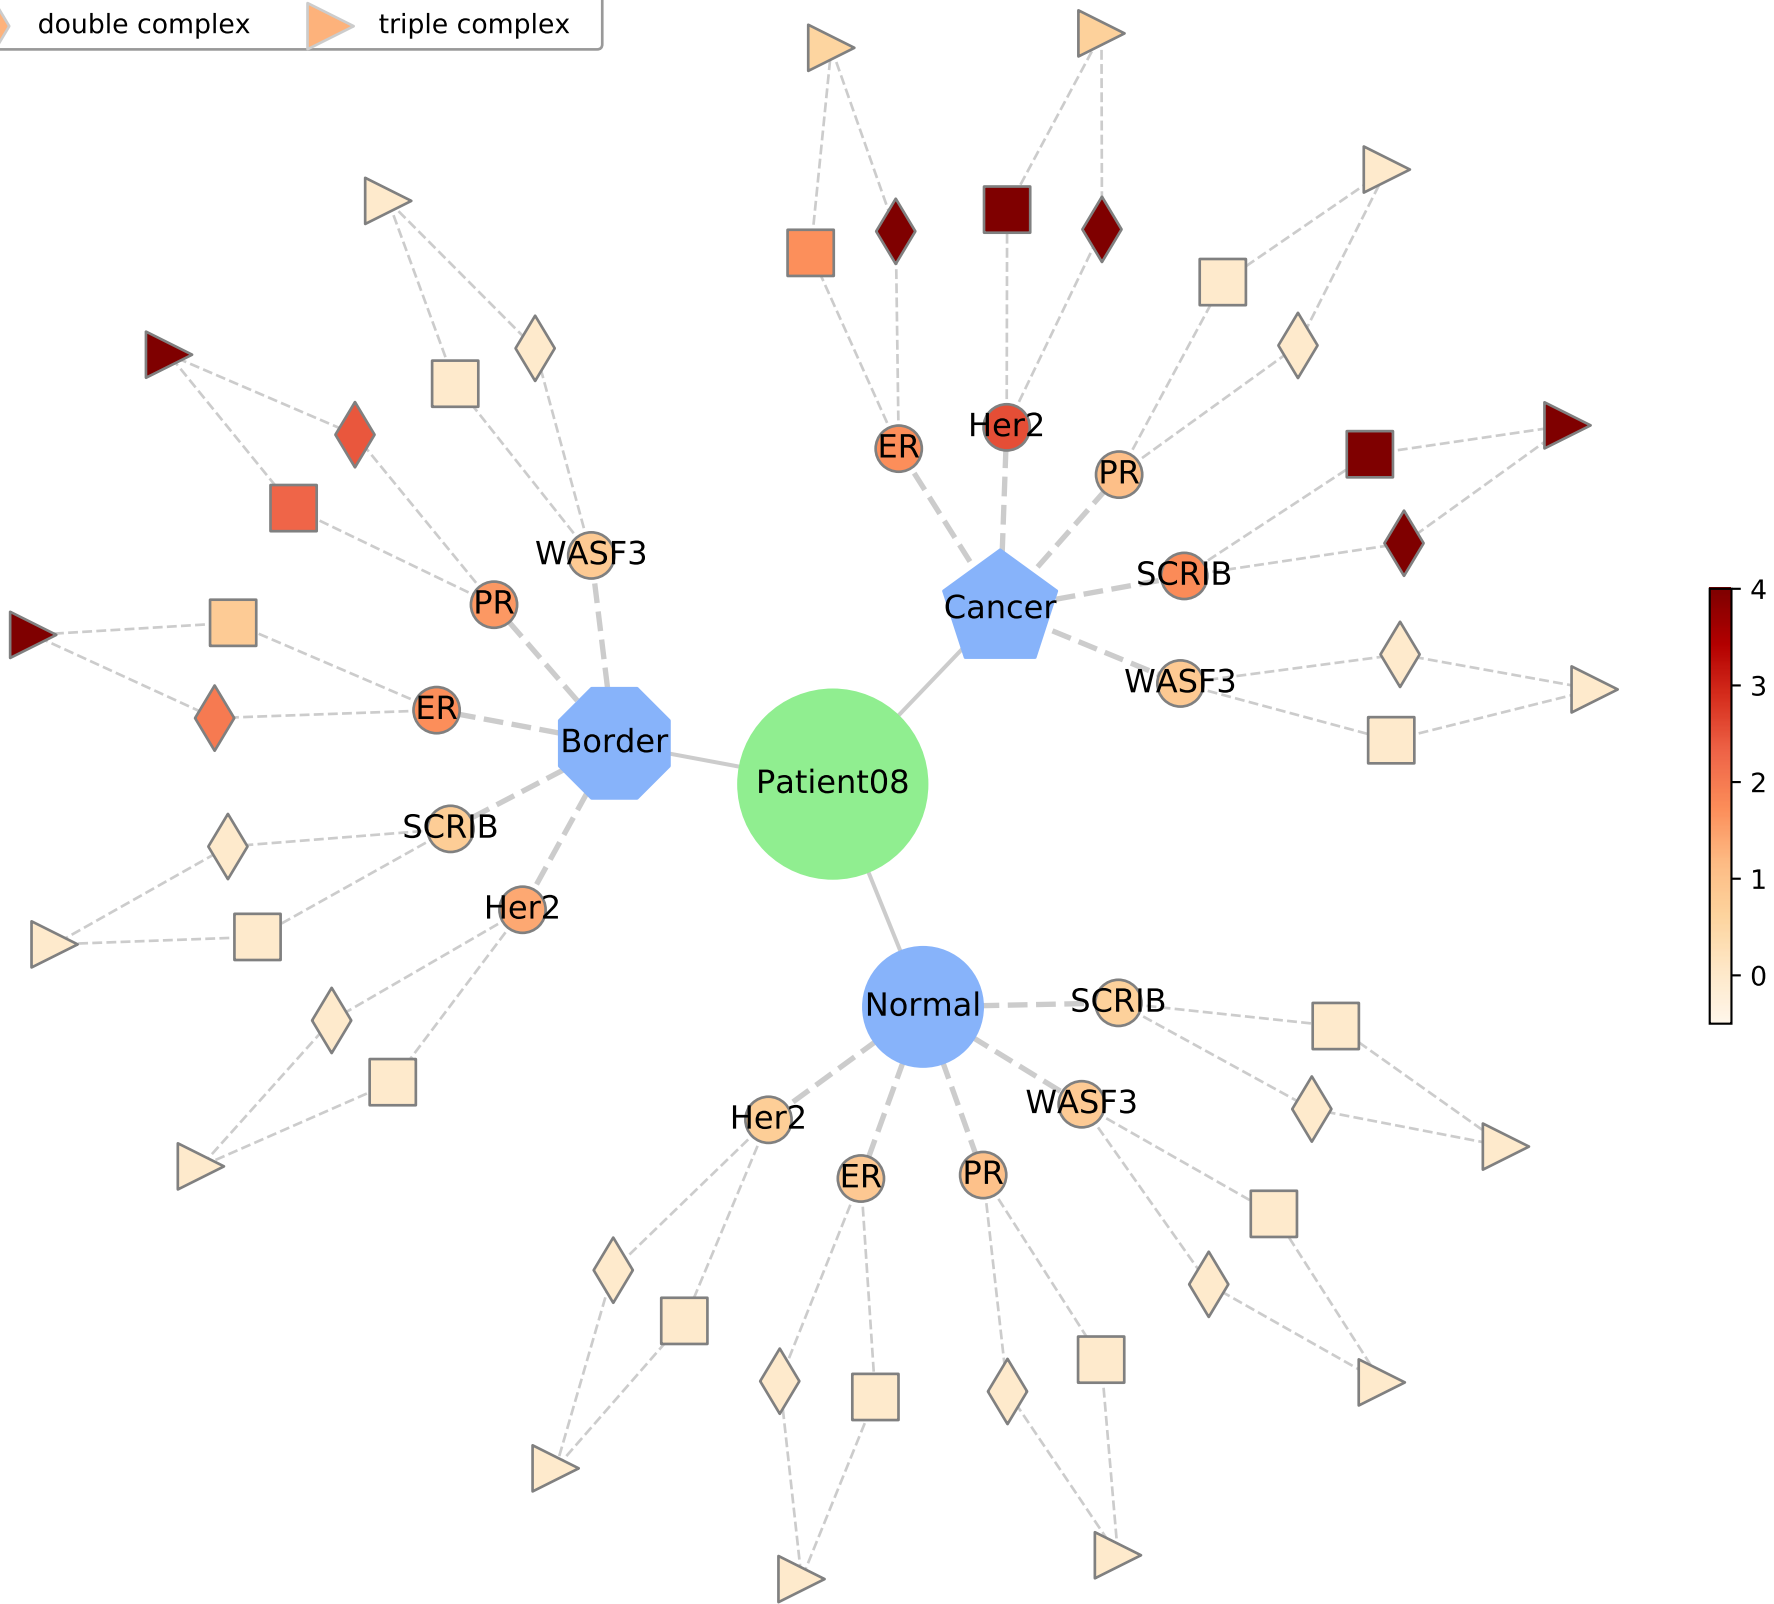 double complex
triple complex
ER
Her2
PR
SCRIB
Cancer
WASF3
WASF3
PR
ER
Border
SCRIB
Her2
Patient08
4
3
2
1
0
Normal
SCRIB
WASF3
Her2
ER
PR